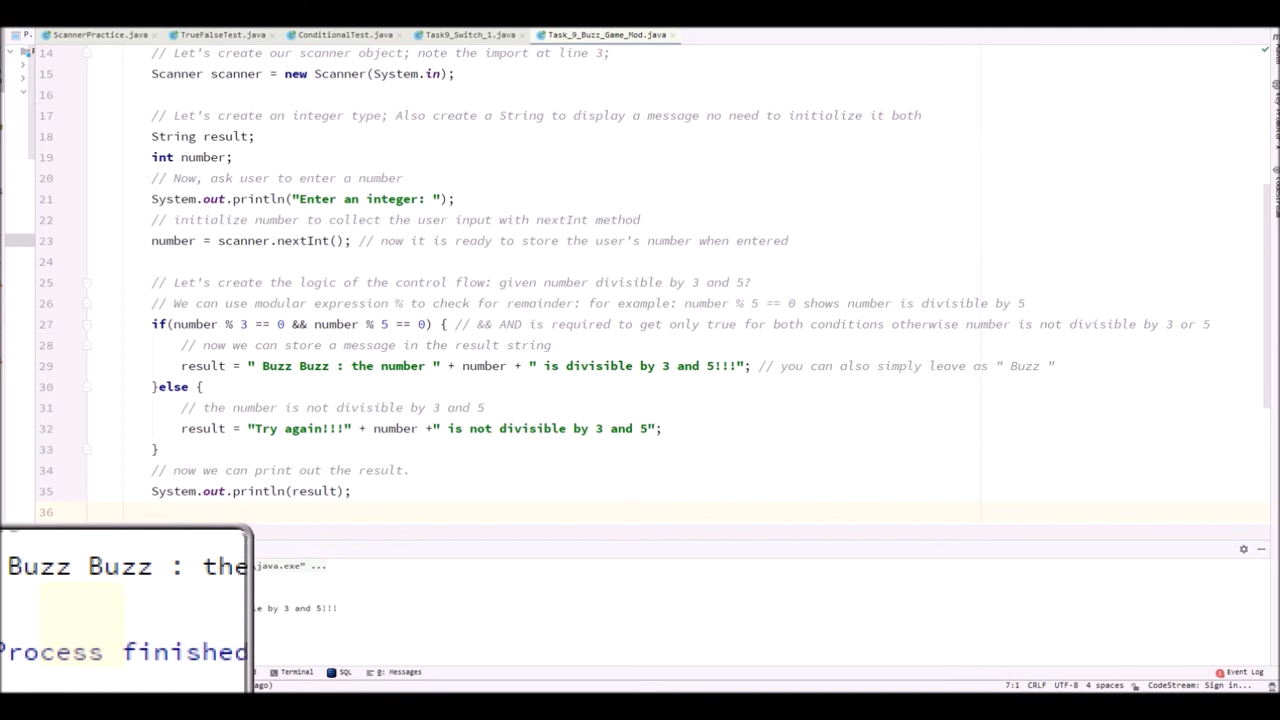 P.
ScannerPractice.java
TrueFalseTest.java
ConditionalTest.java
Task9_Switch_1.java
Task_9_Buzz_Game_Mod.java
14 // Let's create our scanner object; note the import at line 3;
15 Scanner scanner = new Scanner(System.in);
16
17 // Let's create an integer type; Also create a String to display a message no need to initialize it both
18 String result;
19 int number;
20 // Now, ask user to enter a number
21 System.out.println("Enter an integer: ");
22 // initialize number to collect the user input with nextInt method
23 number = scanner.nextInt(); // now it is ready to store the user's number when entered
24
25 // Let's create the logic of the control flow: given number divisible by 3 and 5?
26 // We can use modular expression % to check for remainder: for example: number % 5 == 0 shows number is divisible by 5
27 if(number % 3 == 0 && number % 5 == 0) { // && AND is required to get only true for both conditions otherwise number is not divisible by 3 or 5
28 // now we can store a message in the result string
29 result = " Buzz Buzz : the number " + number + " is divisible by 3 and 5!!!"; // you can also simply leave as " Buzz "
30 }else {
31 // the number is not divisible by 3 and 5
32 result = "Try again!!!" + number +" is not divisible by 3 and 5";
33 }
34 // now we can print out the result.
35 System.out.println(result);
36
Buzz Buzz : the
\java.exe" ...
le by 3 and 5!!!
Process finished
Terminal SQL 0: Messages
Event Log
ago) 7:1 CRLF UTF-8 4 spaces CodeStream: Sign in...